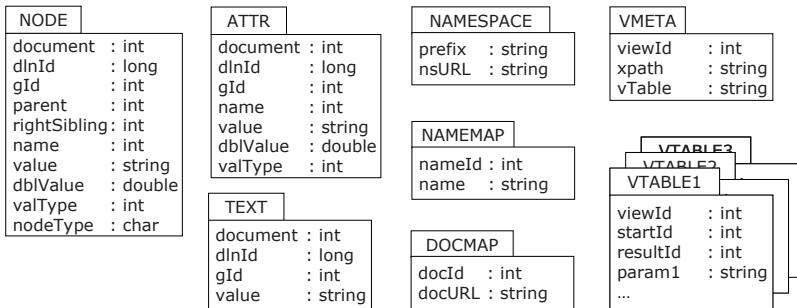 NODE
document : int
dlnId : long
gId : int
parent : int
rightSibling: int
name : int
value : string
dblValue : double
valType : int
nodeType : char
ATTR
document : int
dlnId : long
gId : int
name : int
value : string
dblValue : double
valType : int
TEXT
document : int
dlnId : long
gId : int
value : string
NAMESPACE
prefix : string
nsURL : string
NAMEMAP
nameId : int
name : string
DOCMAP
docId : int
docURL : string
VMETA
viewId : int
xpath : string
vTable : string
VTABLE3
VTABLE2
VTABLE1
viewId : int
startId : int
resultId : int
param1 : string
...